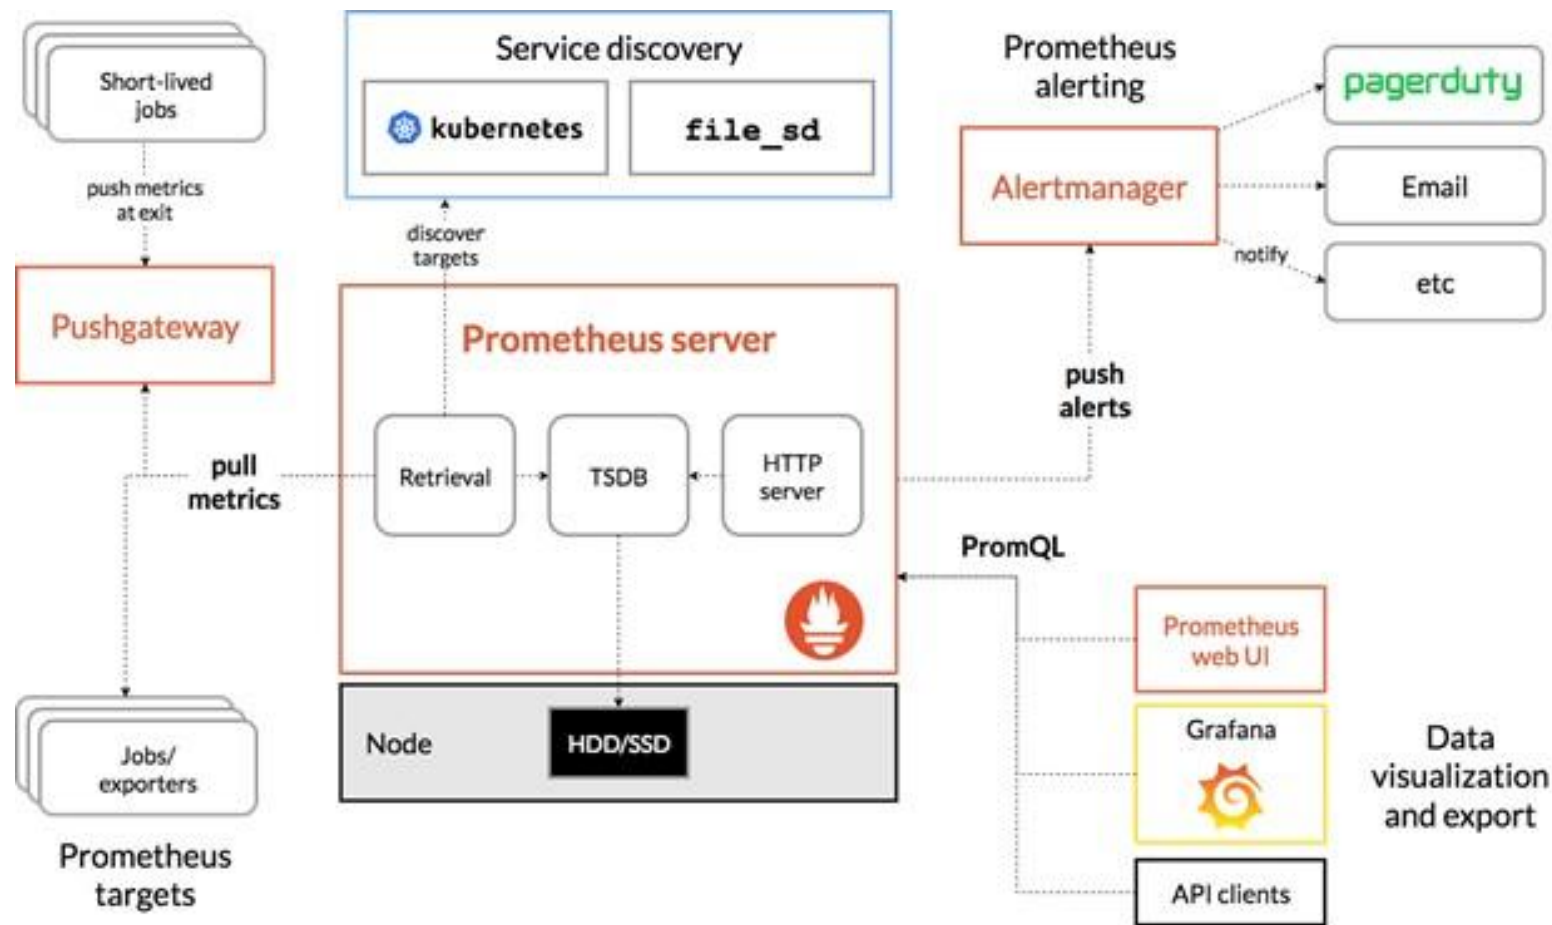 Short-lived
jobs
push metrics
at exit
Pushgateway
pull
metrics
Jobs/
exporters
Prometheus
targets
Service discovery
kubernetes
file_sd
discover
targets
Prometheus server
Retrieval
TSDB
HTTP
server
Node
HDD/SSD
Prometheus
alerting
Alertmanager
pagerduty
Email
notify
etc
push
alerts
PromQL
Prometheus
web UI
Grafana
API clients
Data
visualization
and export